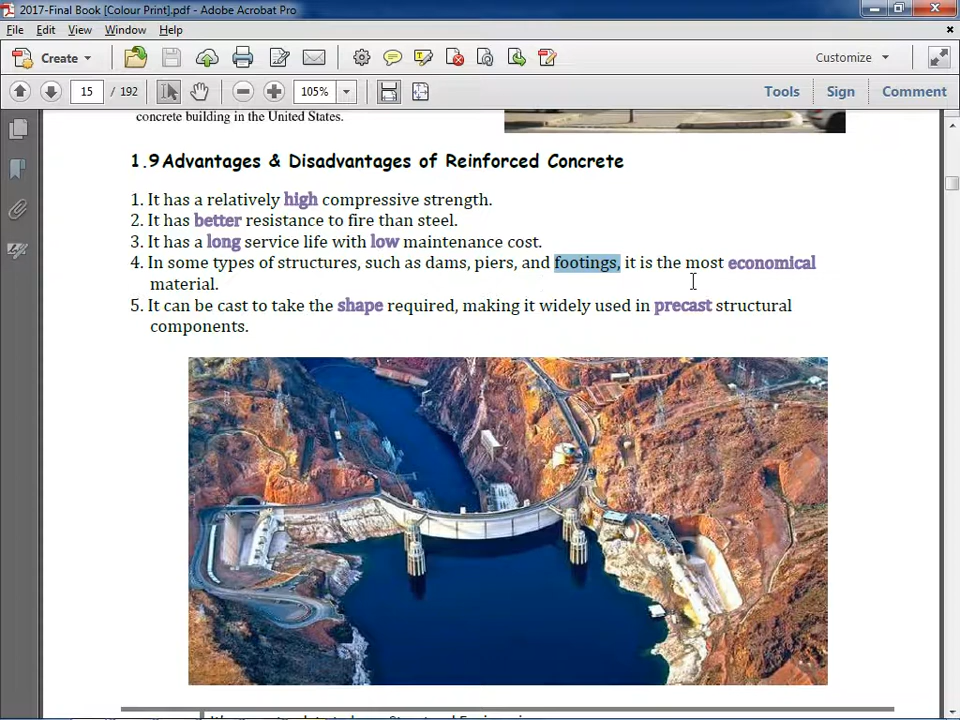 2017-Final Book [Colour Print].pdf - Adobe Acrobat Pro
File Edit View Window Help
Create Customize
15 / 192 105% Tools Sign Comment
concrete building in the United States.
1.9 Advantages & Disadvantages of Reinforced Concrete
1. It has a relatively high compressive strength.
2. It has better resistance to fire than steel.
3. It has a long service life with low maintenance cost.
4. In some types of structures, such as dams, piers, and footings, it is the most economical
material.
5. It can be cast to take the shape required, making it widely used in precast structural
components.